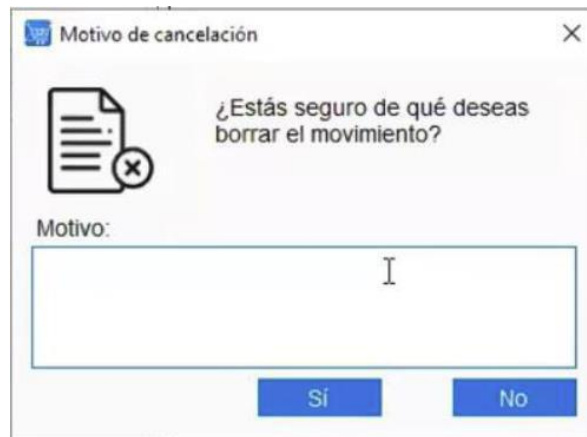 Motivo de cancelación
¿Estás seguro de qué deseas
borrar el movimiento?
Motivo:
Sí
No